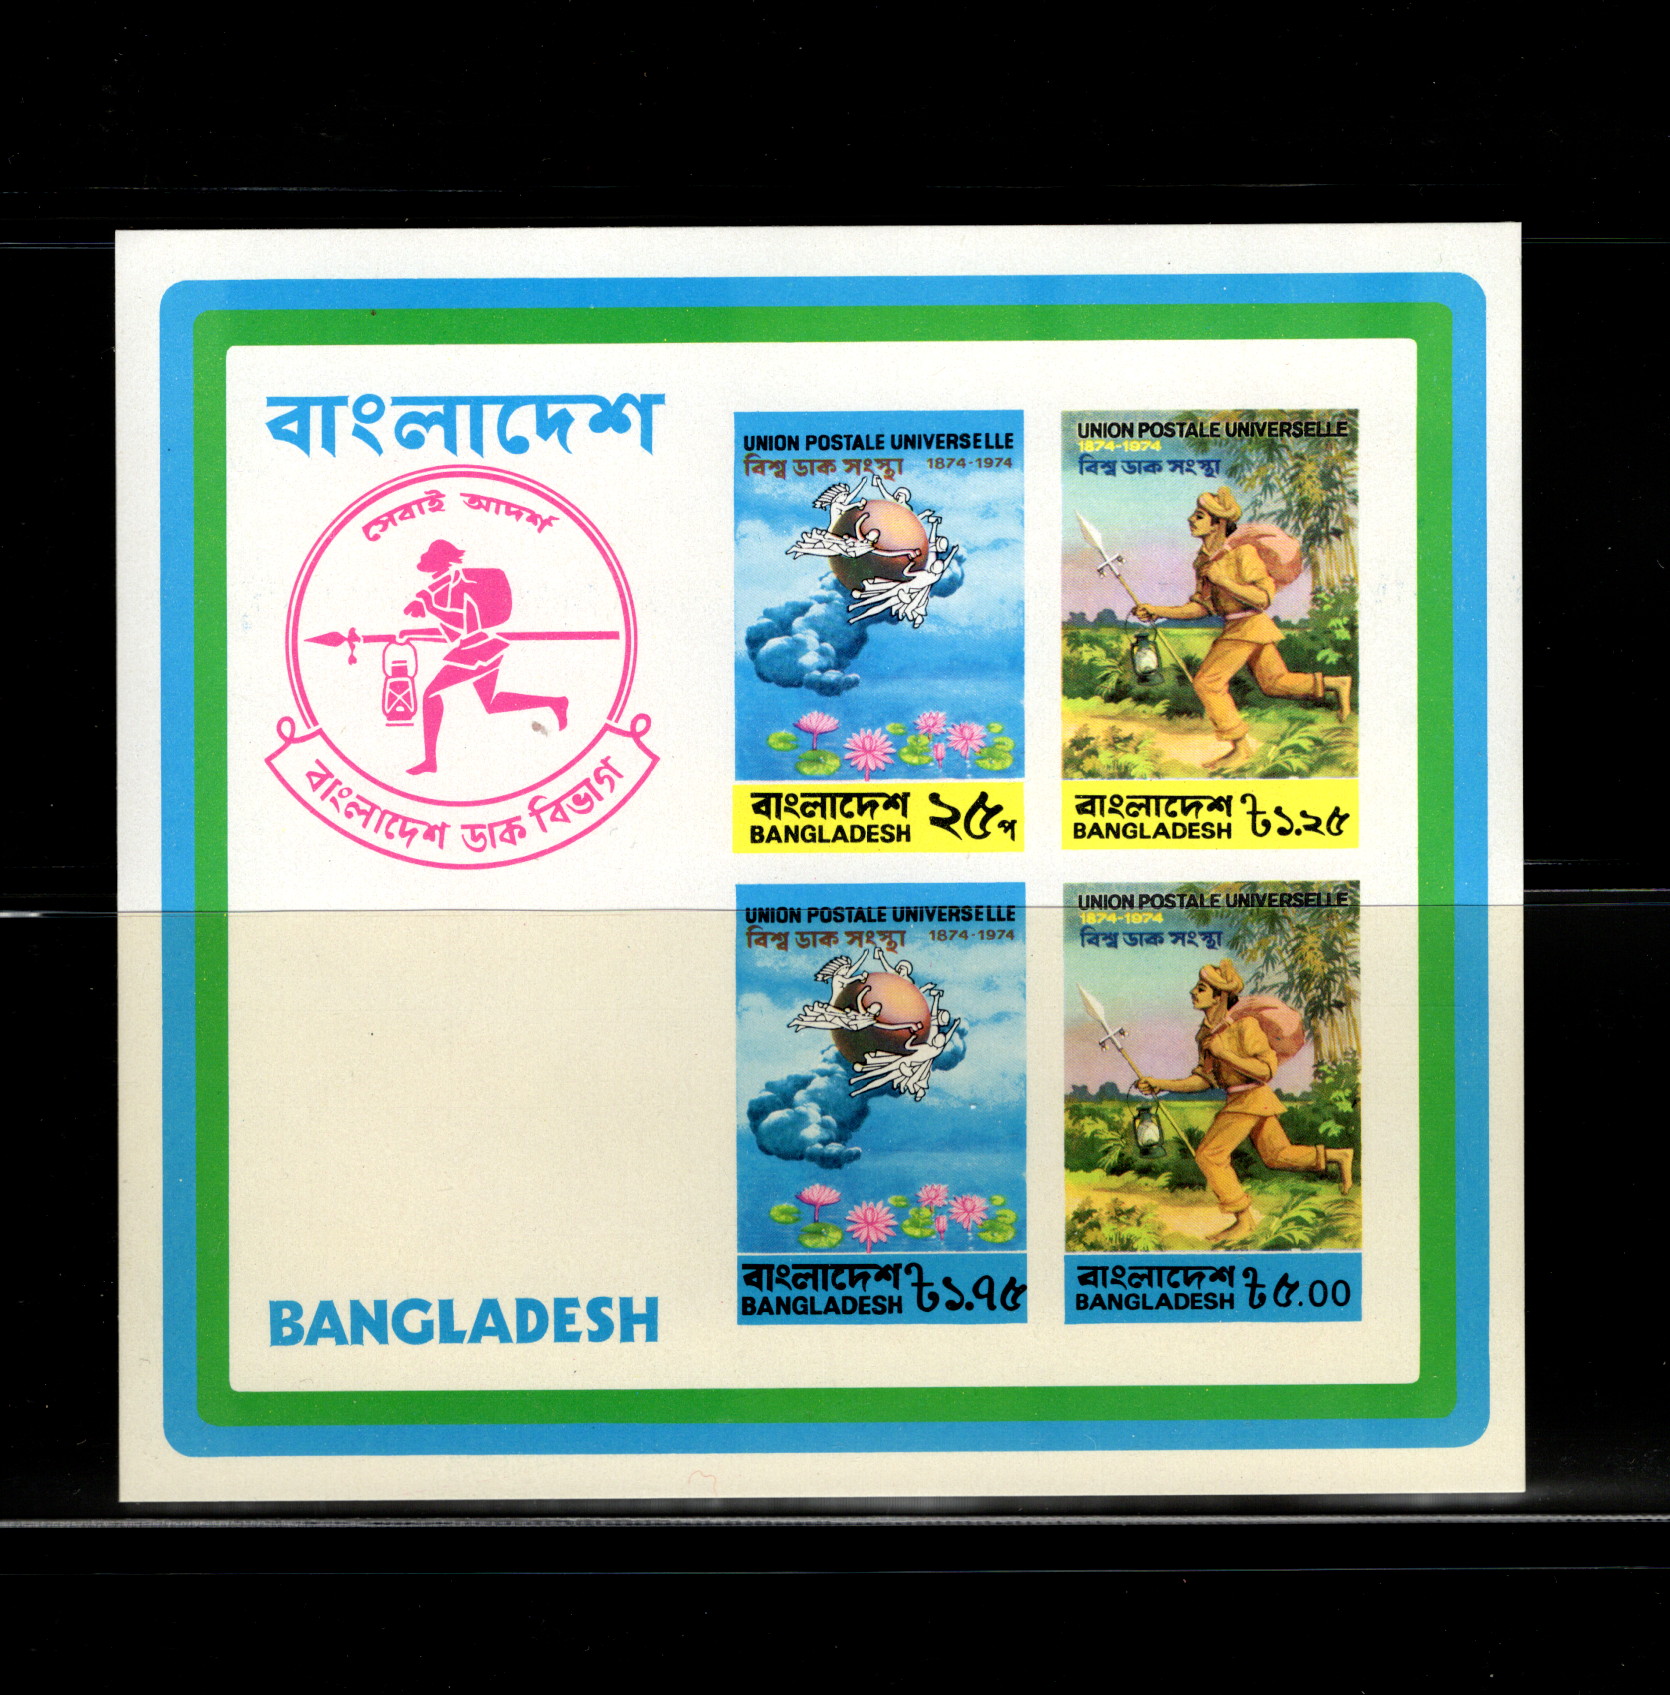 বাংলাদেশ
সেবাই আদর্শ
বাংলাদেশ ডাক বিভাগ
BANGLADESH
UNION POSTALE UNIVERSELLE
বিশ্ব ডাক সংস্থা 1874-1974
বাংলাদেশ ২৫প
BANGLADESH
UNION POSTALE UNIVERSELLE
1874-1974
বিশ্ব ডাক সংস্থা
বাংলাদেশ ৳১.২৫
BANGLADESH
UNION POSTALE UNIVERSELLE
বিশ্ব ডাক সংস্থা 1874-1974
বাংলাদেশ ৳১.৭৫
BANGLADESH
UNION POSTALE UNIVERSELLE
1874-1974
বিশ্ব ডাক সংস্থা
বাংলাদেশ ৳৫.00
BANGLADESH